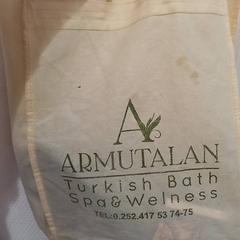 A
ARMUTALAN
Turkish Bath
Spa & Welness
TEL:0.252.417 53 74-75